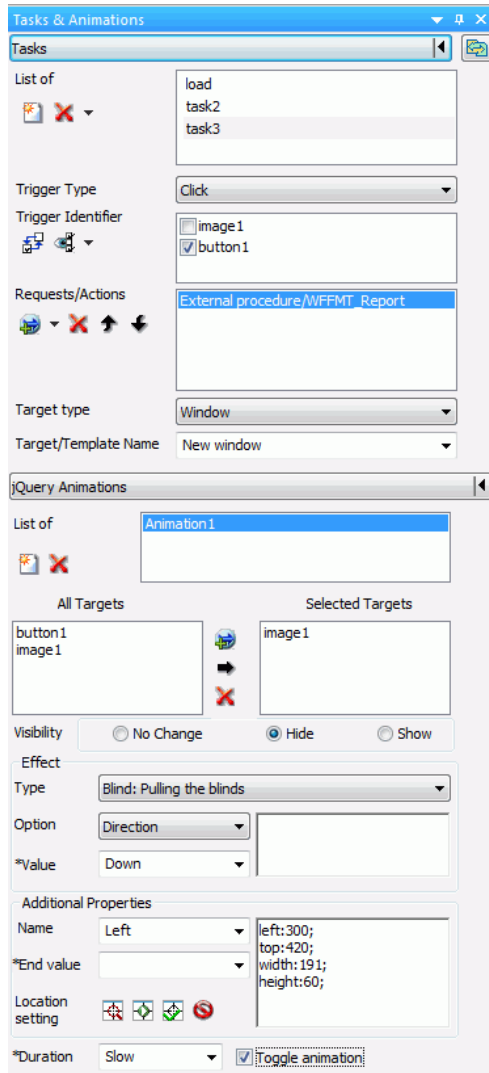 Tasks & Animations
Tasks
List of
load
task2
task3
Trigger Type
Click
Trigger Identifier
image1
button1
Requests/Actions
External procedure/WFFMT_Report
Target type
Window
Target/Template Name
New window
jQuery Animations
List of
Animation1
All Targets
Selected Targets
button1
image1
image1
Visibility
No Change
Hide
Show
Effect
Type
Blind: Pulling the blinds
Option
Direction
*Value
Down
Additional Properties
Name
Left
left:300;
top:420;
width:191;
height:60;
*End value
Location
setting
*Duration
Slow
Toggle animation